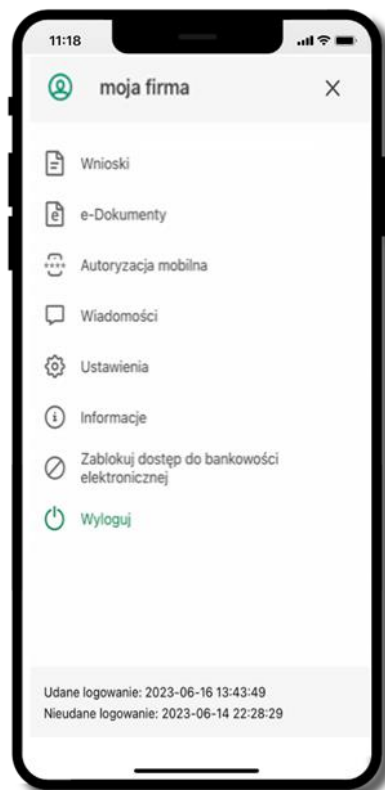 11:18
moja firma
Wnioski
e-Dokumenty
Autoryzacja mobilna
Wiadomości
Ustawienia
Informacje
Zablokuj dostęp do bankowości
elektronicznej
Wyloguj
Udane logowanie: 2023-06-16 13:43:49
Nieudane logowanie: 2023-06-14 22:28:29